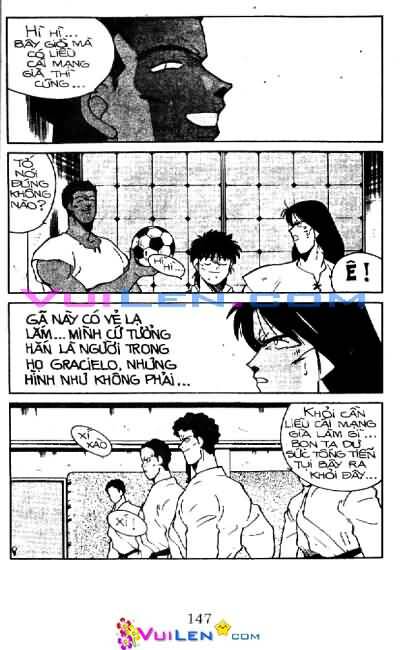 HÌ HÌ...
BÂY GIỜ MÀ
CÓ LIỀU
CÁI MẠNG
GIÀ THÌ
CŨNG...
TỚ
NÓI
ĐÚNG
KHÔNG
NÀO?
HÌ
HÌ...
Ê!
VUILEN.COM
GÃ NÀY CÓ VẺ LẠ
LẮM... MÌNH CỨ TƯỞNG
HẮN LÀ NGƯỜI TRONG
HỌ GRACIELO, NHƯNG
HÌNH NHƯ KHÔNG PHẢI...
XÌ
XÀO
XÌ!
KHỎI CẦN
LIỀU CÁI MẠNG
GIÀ LÀM GÌ...
BỌN TA DƯ
SỨC TỐNG TIỄN
TỤI BÂY RA
KHỎI ĐÂY...
147
VUILEN.COM